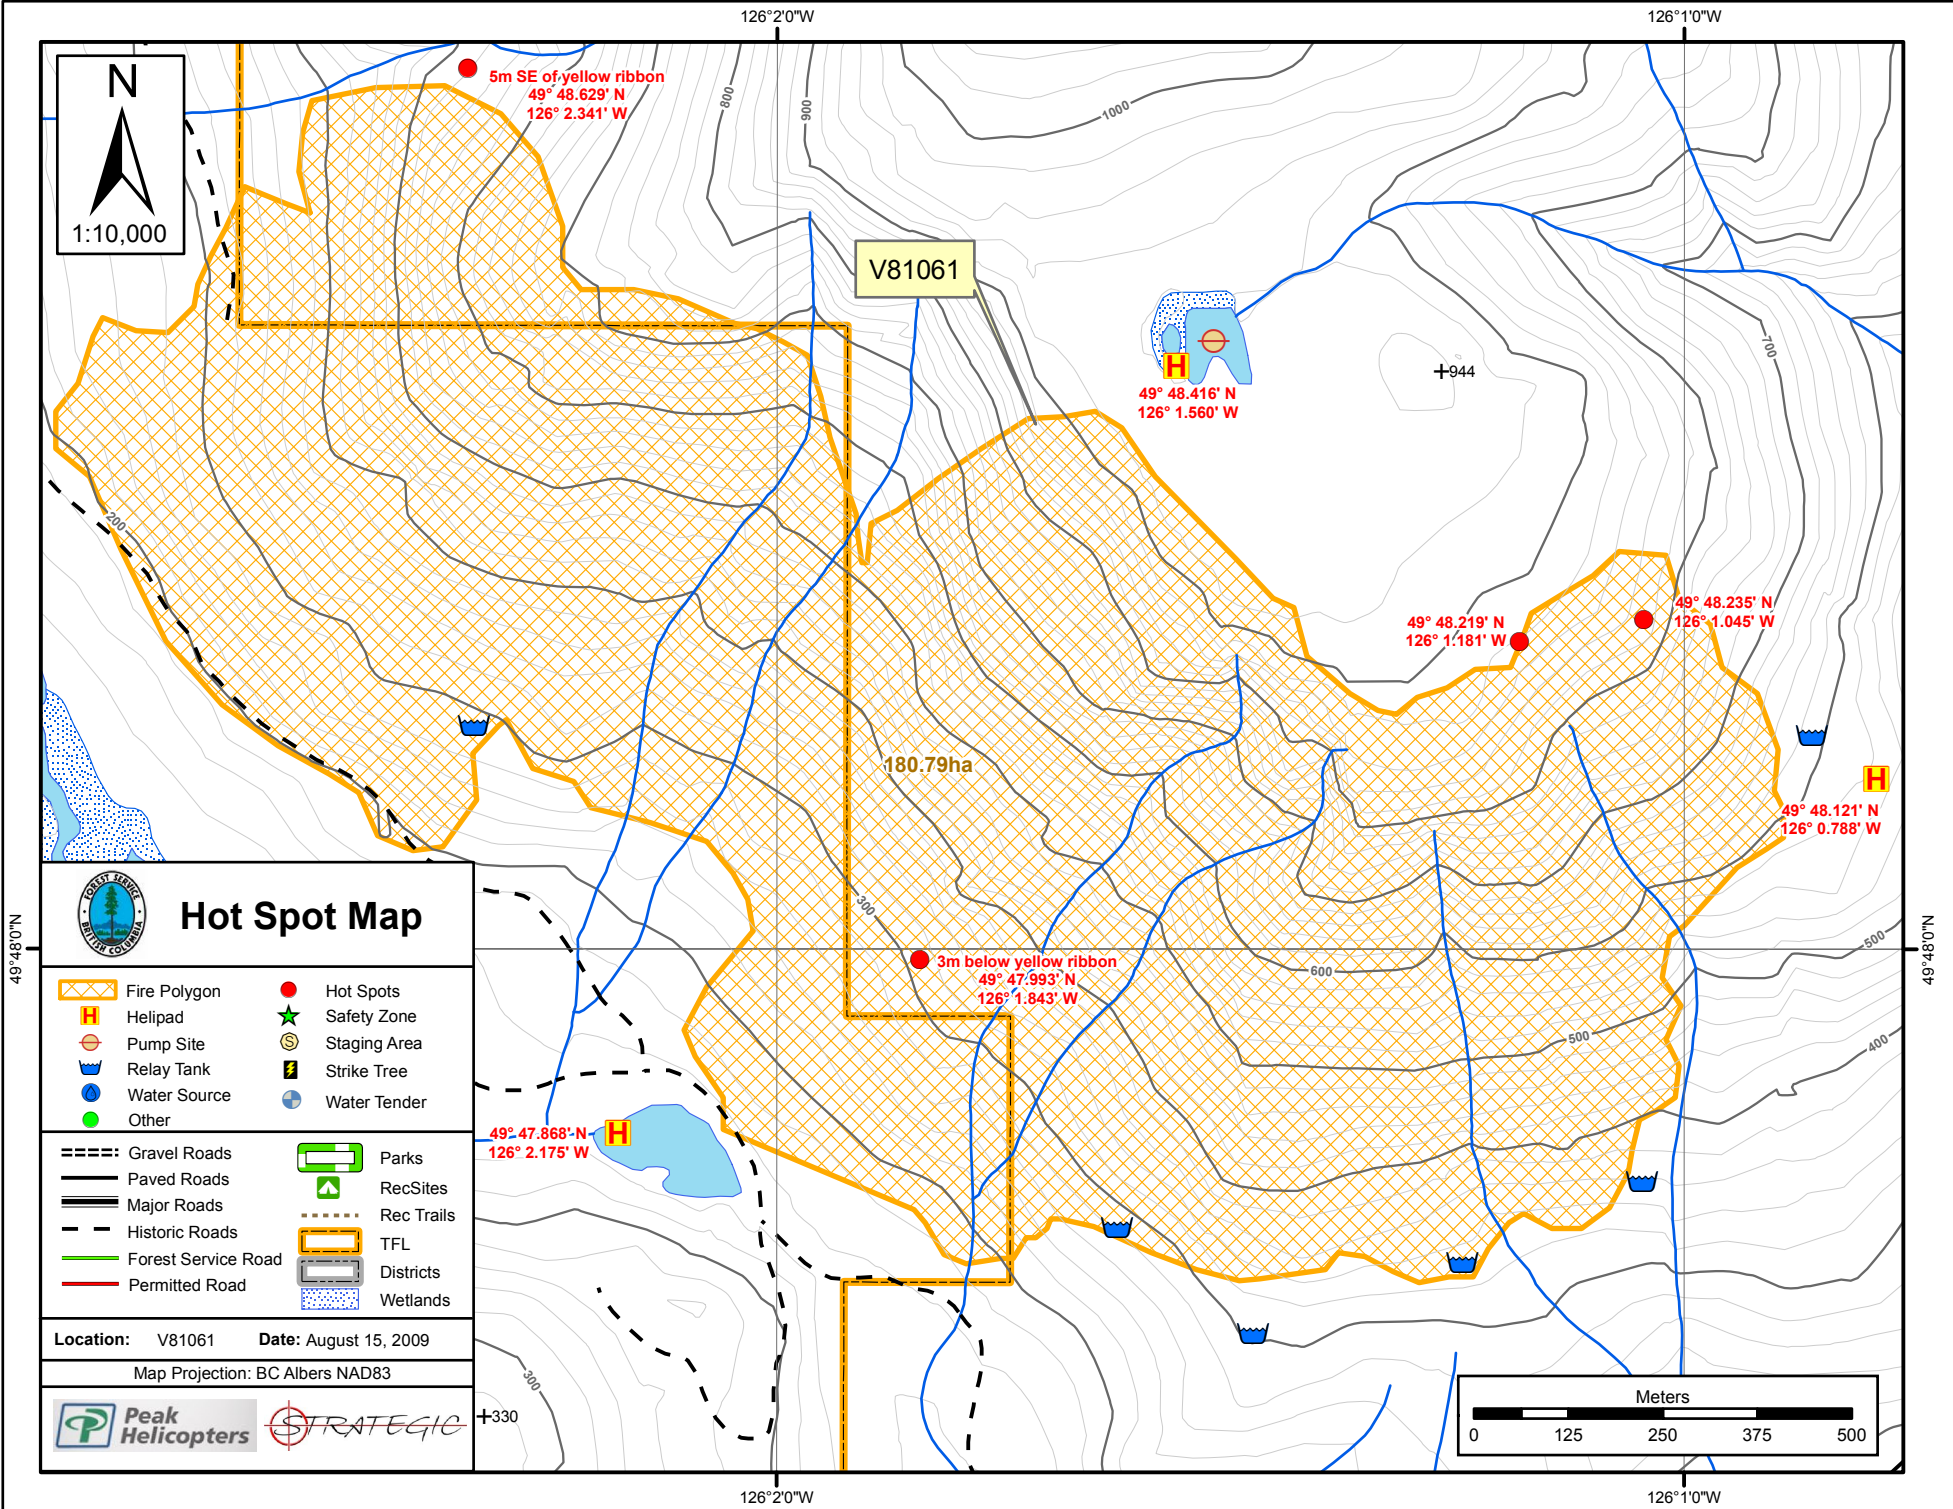 126°2'0"W
126°1'0"W
N
1:10,000
5m SE of yellow ribbon
49° 48.629' N
126° 2.341' W
800
900
1000
V81061
49° 48.416' N
126° 1.560' W
944
700
200
49° 48.219' N
126° 1.181' W
49° 48.235' N
126° 1.045' W
180.79ha
49° 48.121' N
126° 0.788' W
300
49°48'0"N
49°48'0"N
3m below yellow ribbon
49° 47.993' N
126° 1.843' W
600
500
500
400
49° 47.868' N
126° 2.175' W
300
330
FOREST SERVICE
BRITISH COLUMBIA
Hot Spot Map
Fire Polygon
Hot Spots
H
Helipad
Safety Zone
Pump Site
S
Staging Area
Relay Tank
Strike Tree
Water Source
Water Tender
Other
Gravel Roads
Parks
Paved Roads
RecSites
Major Roads
Rec Trails
Historic Roads
TFL
Forest Service Road
Districts
Permitted Road
Wetlands
Location: V81061 Date: August 15, 2009
Map Projection: BC Albers NAD83
Peak
Helicopters
STRATEGIC
H
H
H
Meters
0 125 250 375 500
126°2'0"W
126°1'0"W